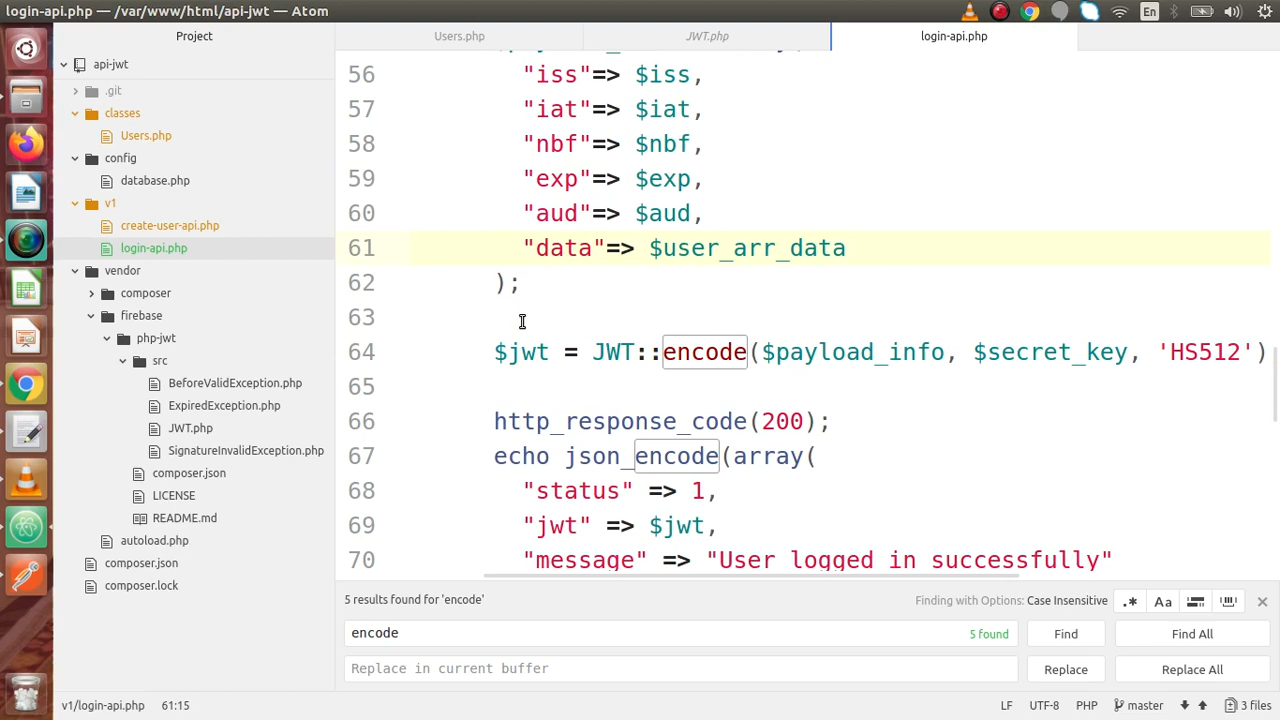 login-api.php — /var/www/html/api-jwt — Atom
En
Project
Users.php
JWT.php
login-api.php
api-jwt
.git
classes
Users.php
config
database.php
v1
create-user-api.php
login-api.php
vendor
composer
firebase
php-jwt
src
BeforeValidException.php
ExpiredException.php
JWT.php
SignatureInvalidException.php
composer.json
LICENSE
README.md
autoload.php
composer.json
composer.lock
56 "iss"=> $iss,
57 "iat"=> $iat,
58 "nbf"=> $nbf,
59 "exp"=> $exp,
60 "aud"=> $aud,
61 "data"=> $user_arr_data
62 );
63
64 $jwt = JWT::encode($payload_info, $secret_key, 'HS512')
65
66 http_response_code(200);
67 echo json_encode(array(
68 "status" => 1,
69 "jwt" => $jwt,
70 "message" => "User logged in successfully"
5 results found for 'encode'
Finding with Options: Case Insensitive
.*
Aa
encode
5 found
Find
Find All
Replace in current buffer
Replace
Replace All
v1/login-api.php 61:15
LF UTF-8 PHP master 3 files